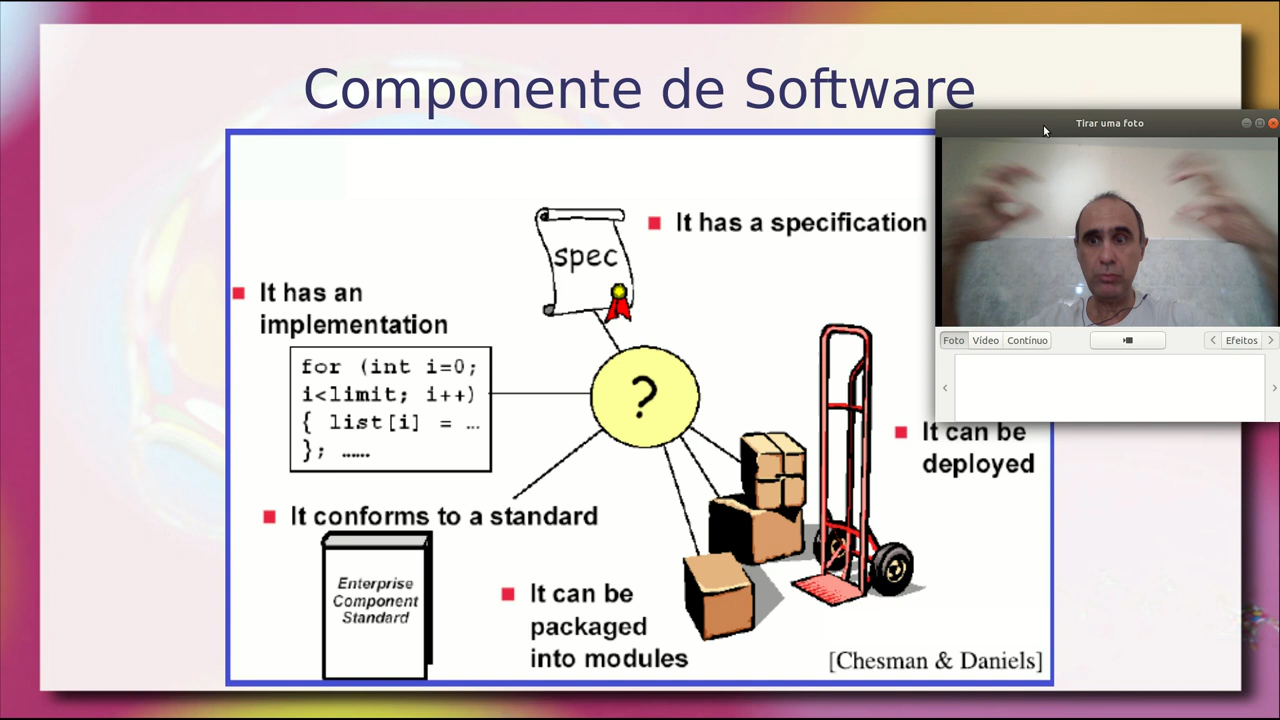 Componente de Software
Tirar uma foto
It has a specification
spec
It has an
implementation
for (int i=0;
i<limit; i++)
{ list[i] = …
}; ……
?
Foto Vídeo Contínuo Efeitos
It can be
deployed
It conforms to a standard
Enterprise
Component
Standard
It can be
packaged
into modules
[Chesman & Daniels]